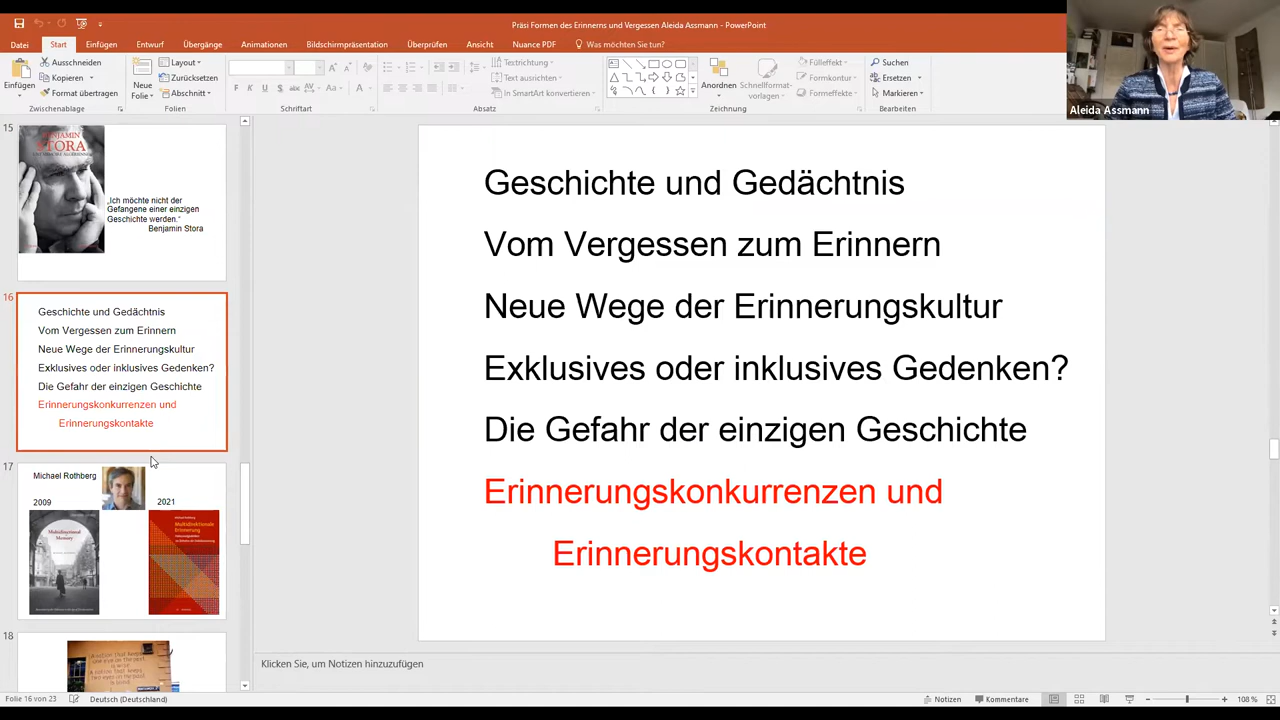 Präsi Formen des Erinnerns und Vergessen Aleida Assmann - PowerPoint
Datei
Start
Einfügen
Entwurf
Übergänge
Animationen
Bildschirmpräsentation
Überprüfen
Ansicht
Nuance PDF
Was möchten Sie tun?
Einfügen
Ausschneiden
Kopieren
Format übertragen
Zwischenablage
Neue
Folie
Layout
Zurücksetzen
Abschnitt
Folien
F K U S
Schriftart
Textrichtung
Text ausrichten
In SmartArt konvertieren
Absatz
Anordnen
Schnellformat-
vorlagen
Fülleffekt
Formkontur
Formeffekte
Zeichnung
Suchen
Ersetzen
Markieren
Bearbeiten
Aleida Assmann
15
BENJAMIN
STORA
„Ich möchte nicht der
Gefangene einer einzigen
Geschichte werden.“
Benjamin Stora
16
Geschichte und Gedächtnis
Vom Vergessen zum Erinnern
Neue Wege der Erinnerungskultur
Exklusives oder inklusives Gedenken?
Die Gefahr der einzigen Geschichte
Erinnerungskonkurrenzen und
Erinnerungskontakte
17
Michael Rothberg
2009
2021
Multidirectional
Memory
Multidirektionale
Erinnerung
18
Geschichte und Gedächtnis
Vom Vergessen zum Erinnern
Neue Wege der Erinnerungskultur
Exklusives oder inklusives Gedenken?
Die Gefahr der einzigen Geschichte
Erinnerungskonkurrenzen und
Erinnerungskontakte
Klicken Sie, um Notizen hinzuzufügen
Folie 16 von 23
Deutsch (Deutschland)
Notizen
Kommentare
108 %